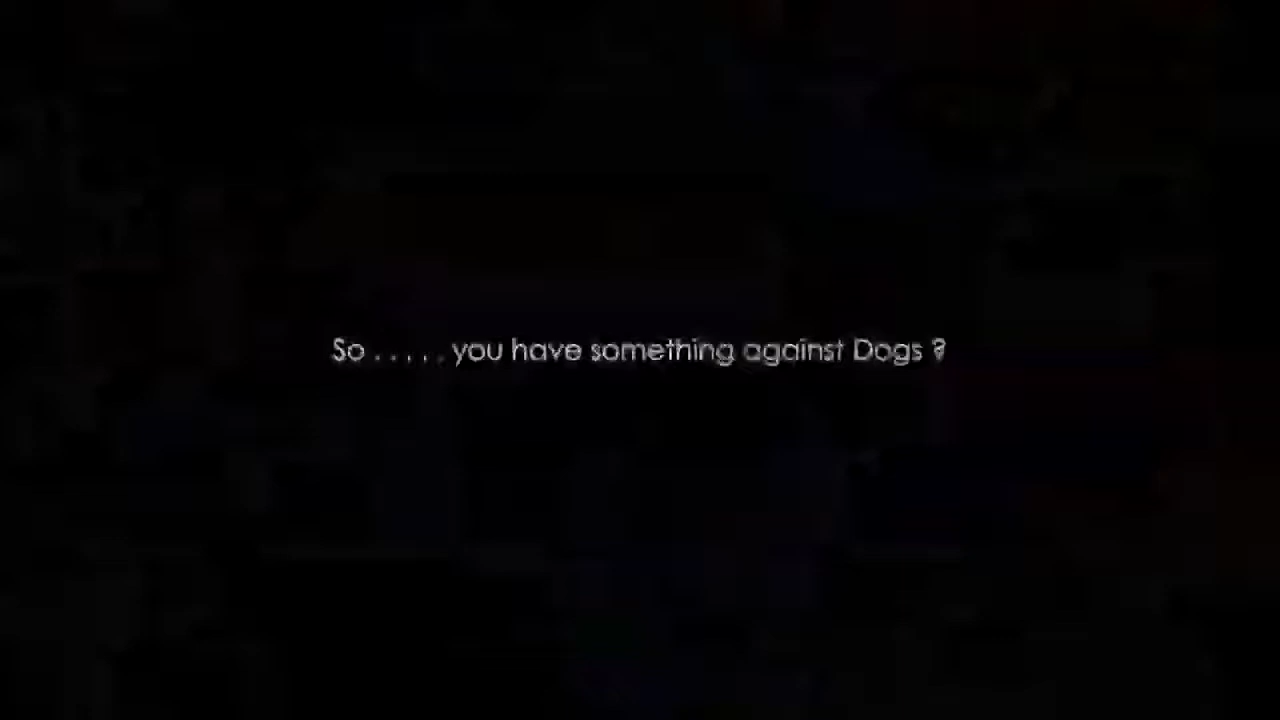 So . . . . . you have something against Dogs ?